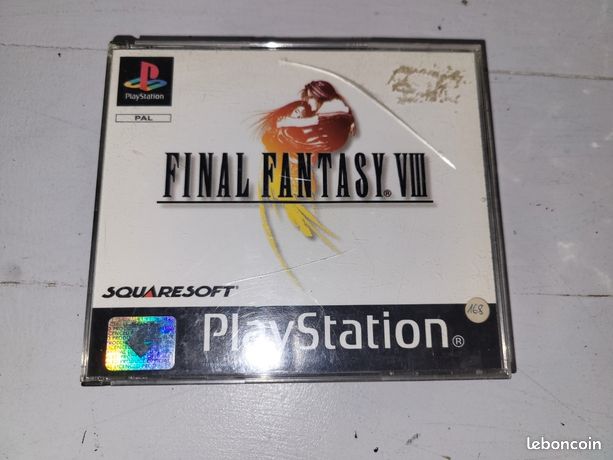 PlayStation
PAL
FINAL FANTASY® VIII
SQUARESOFT
PlayStation®
168
leboncoin